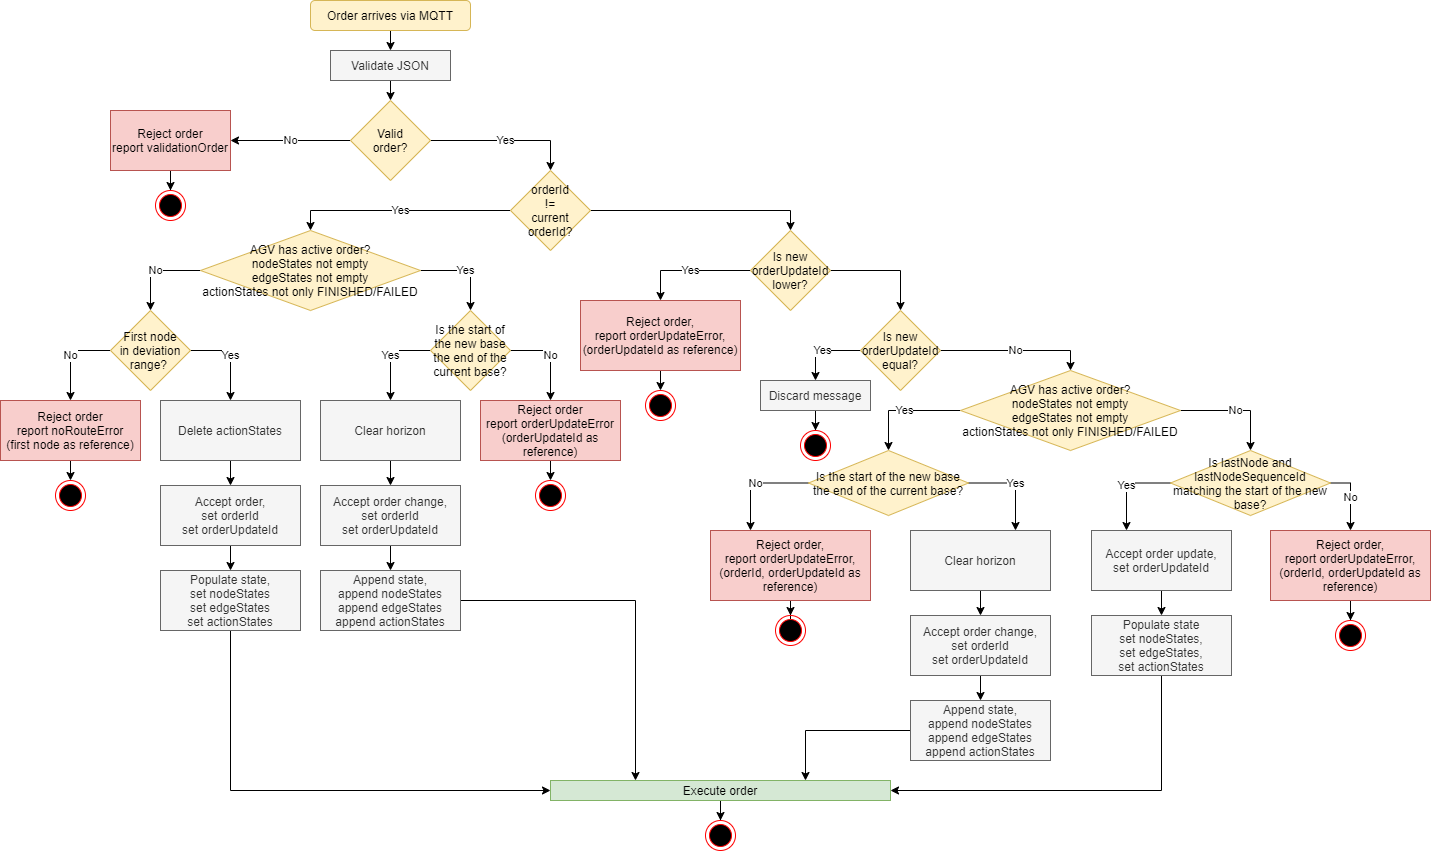 Order arrives via MQTT
Validate JSON
Valid
order?
No
Yes
Reject order
report validationOrder
orderId
!=
current
orderId?
Yes
AGV has active order?
nodeStates not empty
edgeStates not empty
actionStates not only FINISHED/FAILED
No
Yes
First node
in deviation
range?
No
Yes
Reject order
report noRouteError
(first node as reference)
Delete actionStates
Accept order,
set orderId
set orderUpdateId
Populate state,
set nodeStates
set edgeStates
set actionStates
Is the start of
the new base
the end of the
current base?
Yes
No
Clear horizon
Reject order
report orderUpdateError
(orderUpdateId as
reference)
Accept order change,
set orderId
set orderUpdateId
Append state,
append nodeStates
append edgeStates
append actionStates
Is new
orderUpdateId
lower?
Yes
Reject order,
report orderUpdateError,
(orderUpdateId as reference)
Is new
orderUpdateId
equal?
Yes
No
Discard message
AGV has active order?
nodeStates not empty
edgeStates not empty
actionStates not only FINISHED/FAILED
Yes
No
Is the start of the new base
the end of the current base?
No
Yes
Reject order,
report orderUpdateError,
(orderId, orderUpdateId as
reference)
Clear horizon
Accept order change,
set orderId
set orderUpdateId
Append state,
append nodeStates
append edgeStates
append actionStates
Is lastNode and
lastNodeSequenceId
matching the start of the new
base?
Yes
No
Accept order update,
set orderUpdateId
Populate state
set nodeStates,
set edgeStates,
set actionStates
Reject order,
report orderUpdateError,
(orderId, orderUpdateId as
reference)
Execute order